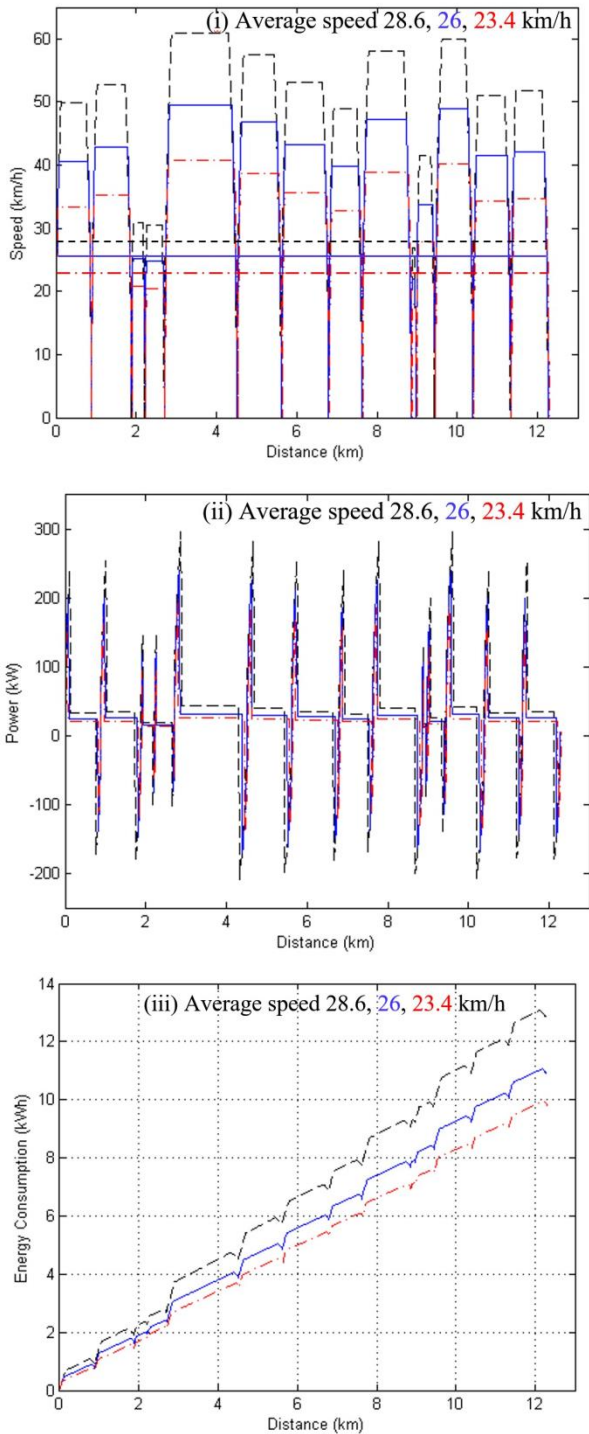 (i) Average speed 28.6, 26, 23.4 km/h
60
50
40
30
20
10
0
Speed (km/h)
0 2 4 6 8 10 12
Distance (km)
(ii) Average speed 28.6, 26, 23.4 km/h
300
200
100
0
-100
-200
Power (kW)
0 2 4 6 8 10 12
Distance (km)
(iii) Average speed 28.6, 26, 23.4 km/h
14
12
10
8
6
4
2
0
Energy Consumption (kWh)
0 2 4 6 8 10 12
Distance (km)